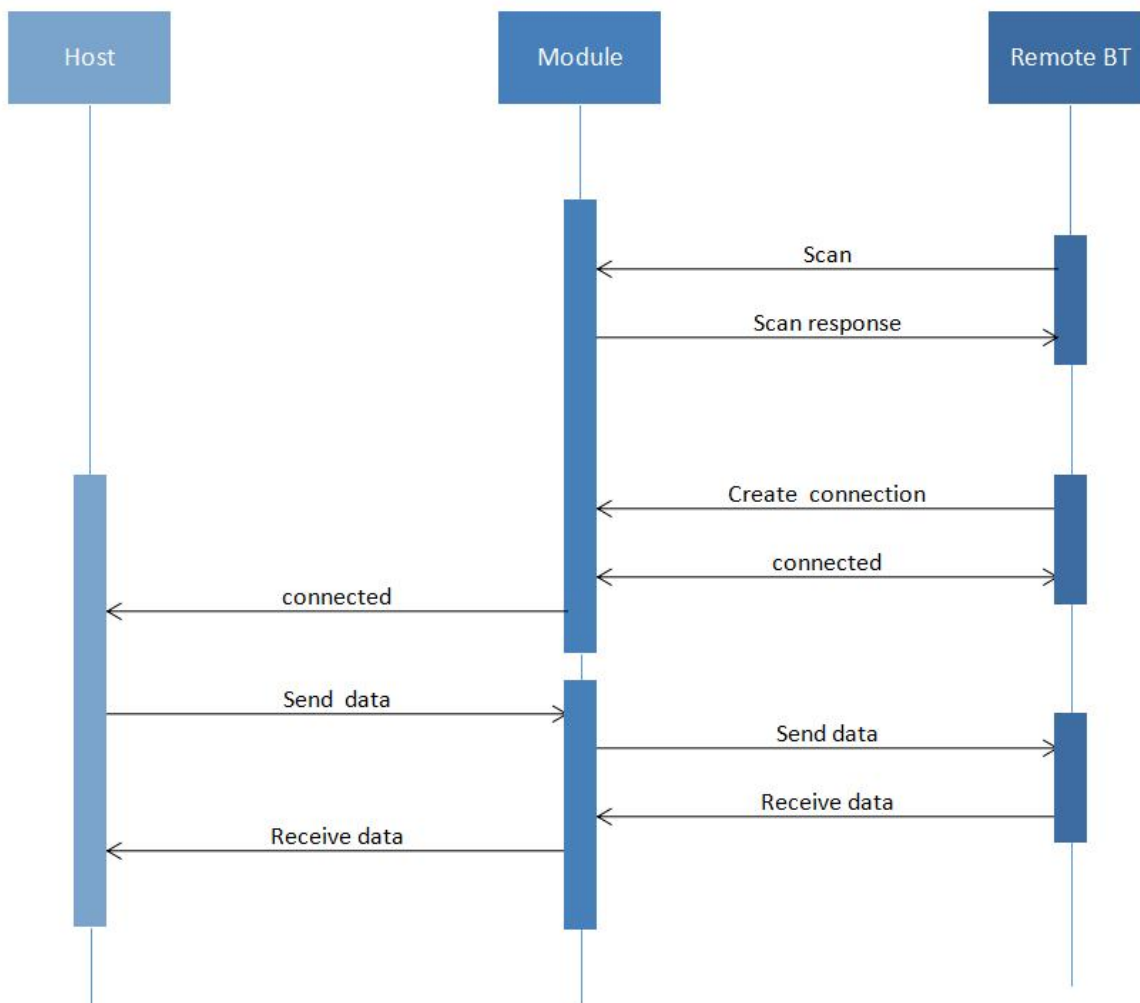 Host
Module
Remote BT
Scan
Scan response
Create  connection
connected
connected
Send  data
Send data
Receive data
Receive data